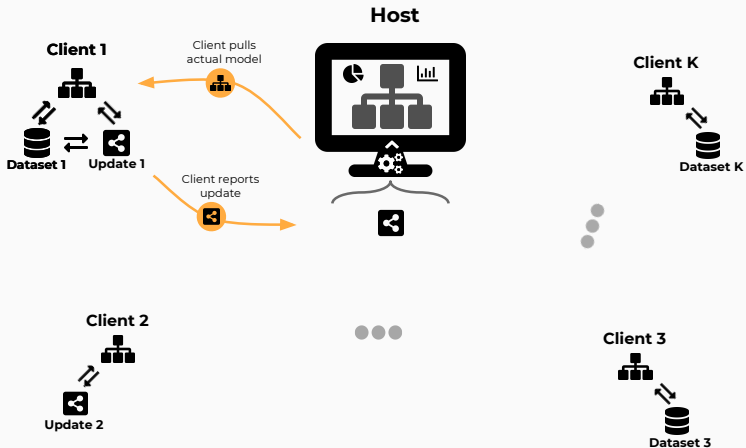 Host
Client 1
Client pulls
actual model
Client K
Dataset 1
Update 1
Dataset K
Client reports
update
Client 2
Update 2
Client 3
Dataset 3